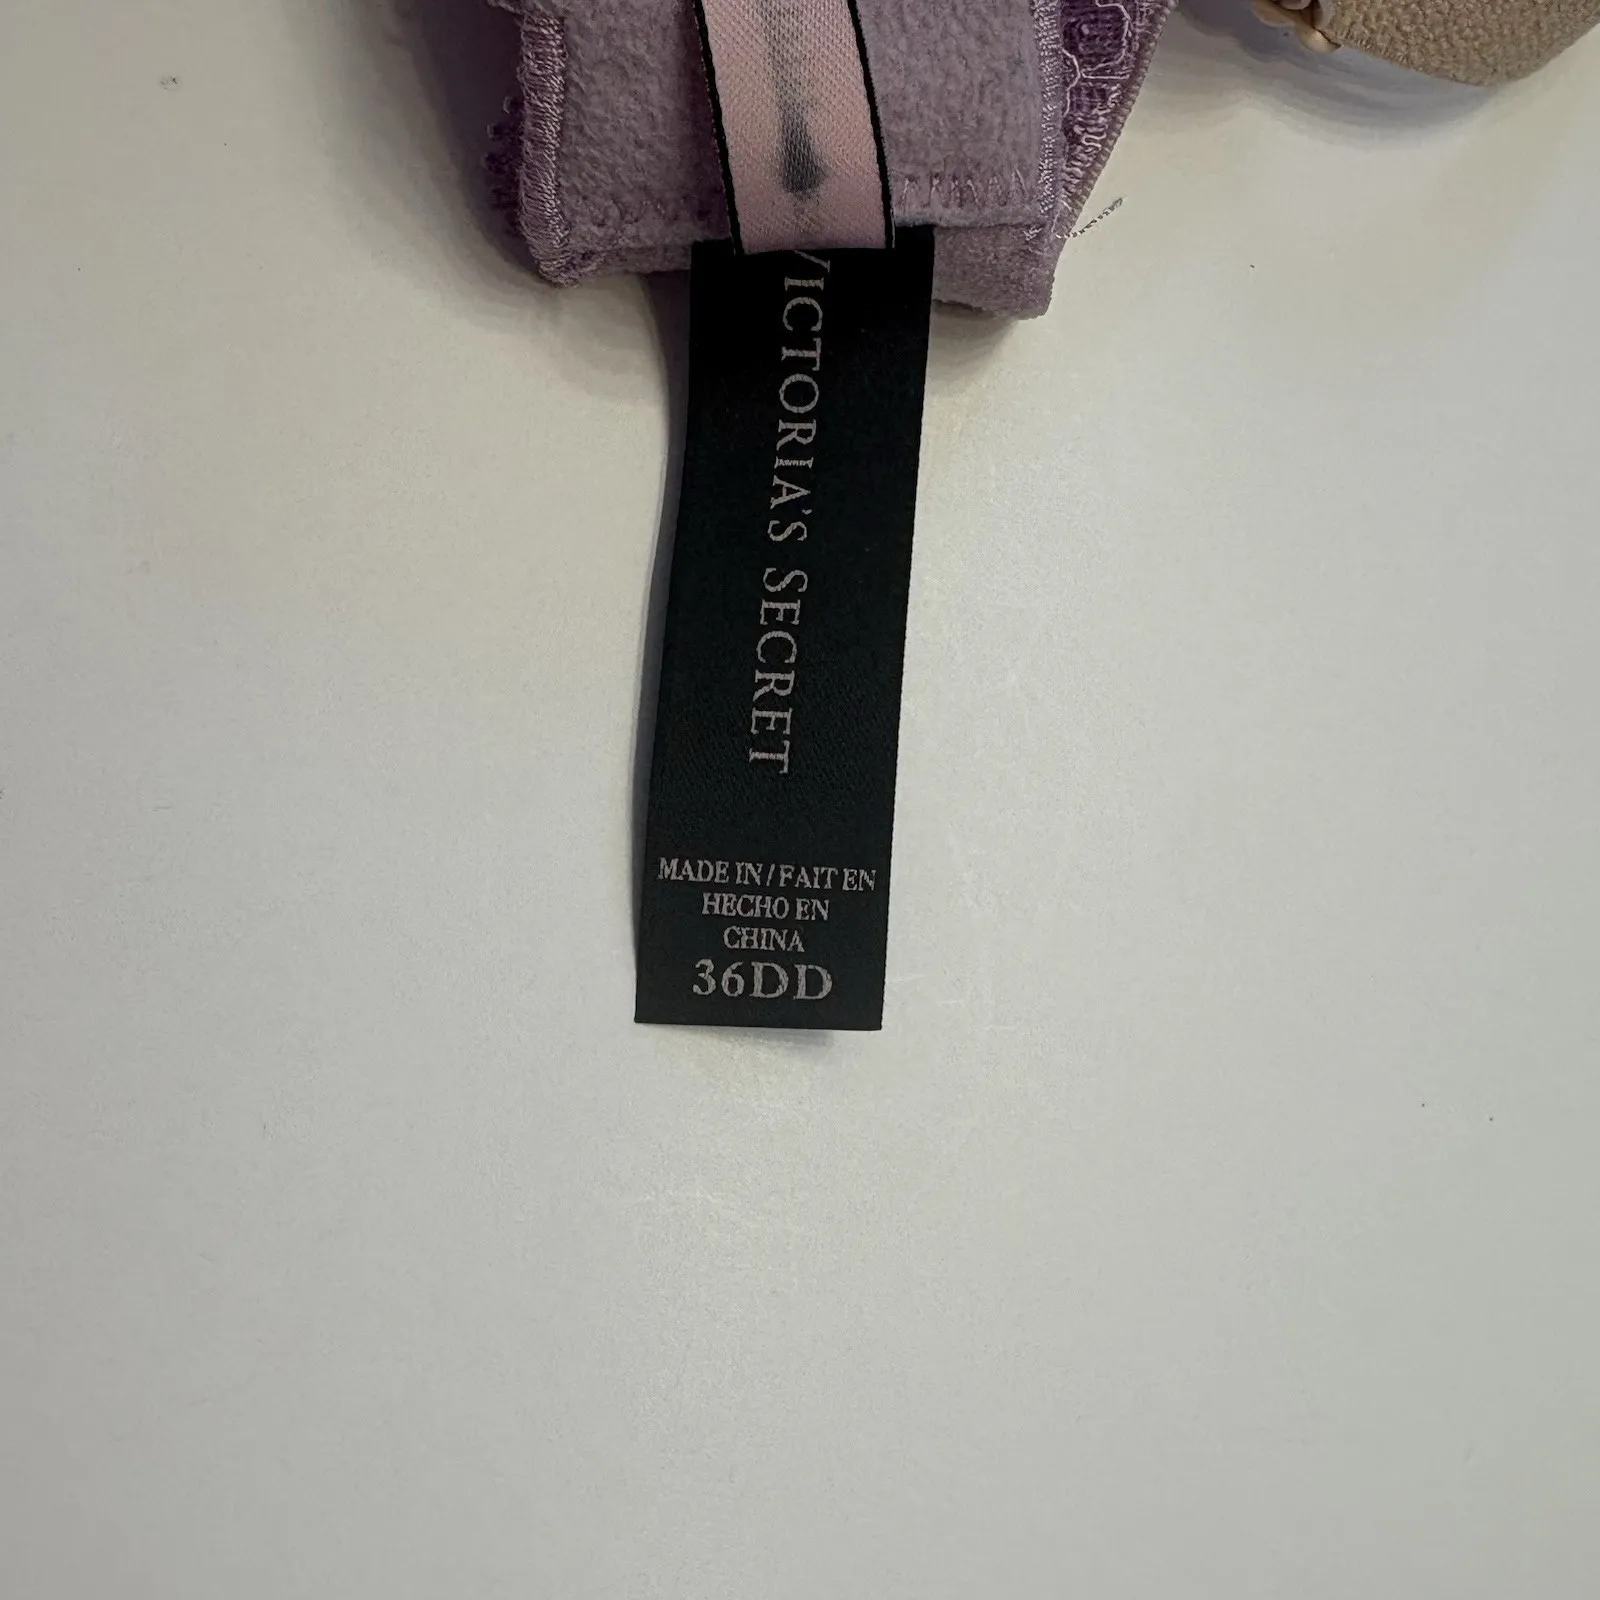 VICTORIA'S SECRET
MADE IN / FAIT EN
HECHO EN
CHINA
36DD